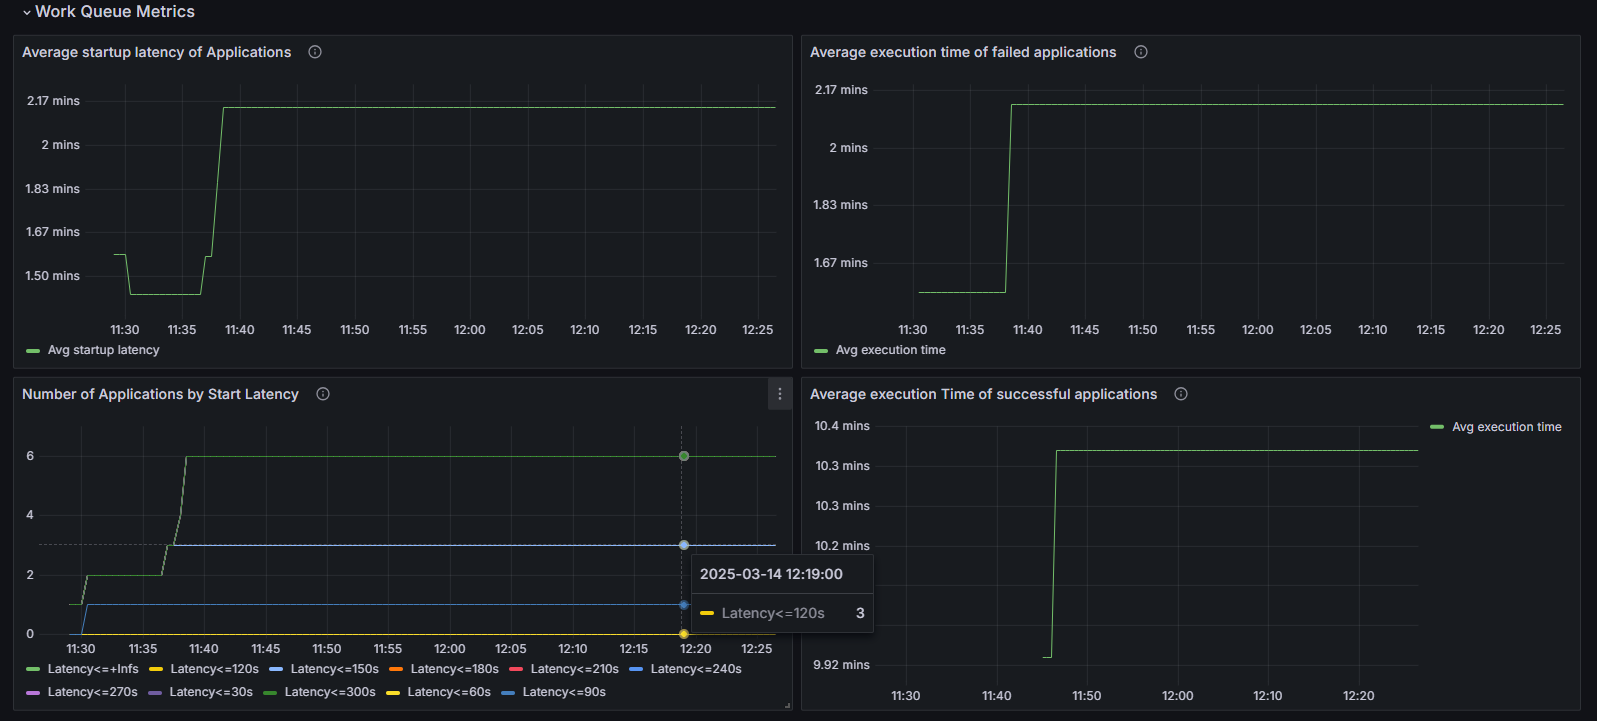 Work Queue Metrics
Average startup latency of Applications
2.17 mins
2 mins
1.83 mins
1.67 mins
1.50 mins
11:30 11:35 11:40 11:45 11:50 11:55 12:00 12:05 12:10 12:15 12:20 12:25
Avg startup latency
Average execution time of failed applications
2.17 mins
2 mins
1.83 mins
1.67 mins
11:30 11:35 11:40 11:45 11:50 11:55 12:00 12:05 12:10 12:15 12:20 12:25
Avg execution time
Number of Applications by Start Latency
6
4
2
0
11:30 11:35 11:40 11:45 11:50 11:55 12:00 12:05 12:10 12:15 12:20 12:25
2025-03-14 12:19:00
Latency<=120s 3
Latency<=+Infs Latency<=120s Latency<=150s Latency<=180s Latency<=210s Latency<=240s
Latency<=270s Latency<=30s Latency<=300s Latency<=60s Latency<=90s
Average execution Time of successful applications
10.4 mins
10.3 mins
10.3 mins
10.2 mins
9.92 mins
11:30 11:40 11:50 12:00 12:10 12:20
Avg execution time